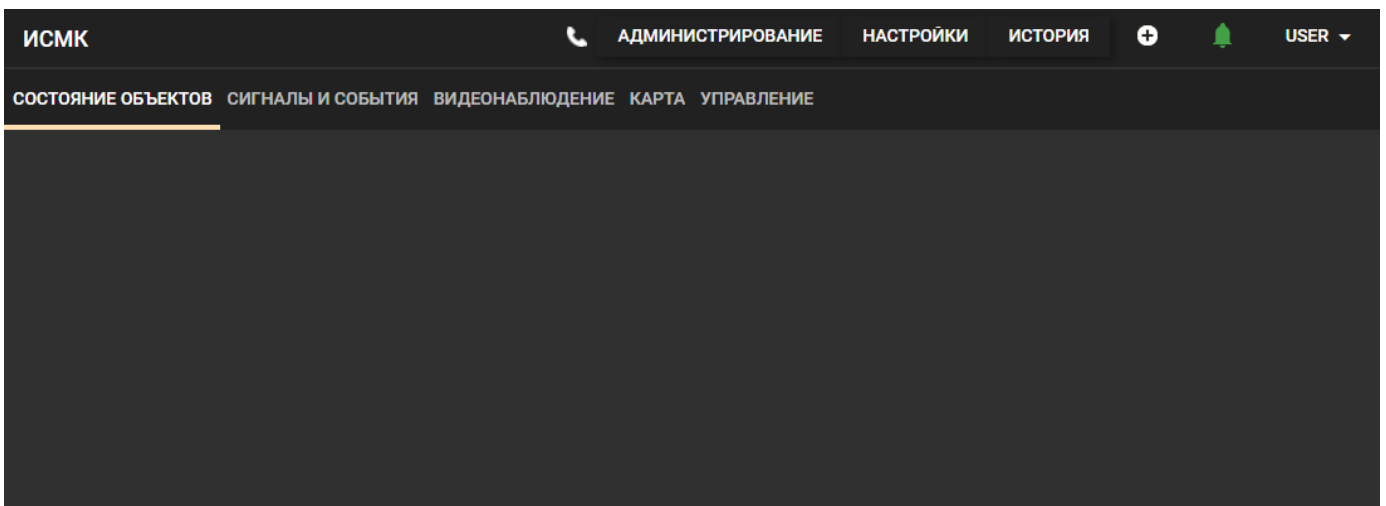 ИСМК АДМИНИСТРИРОВАНИЕ НАСТРОЙКИ ИСТОРИЯ USER
СОСТОЯНИЕ ОБЪЕКТОВ СИГНАЛЫ И СОБЫТИЯ ВИДЕОНАБЛЮДЕНИЕ КАРТА УПРАВЛЕНИЕ